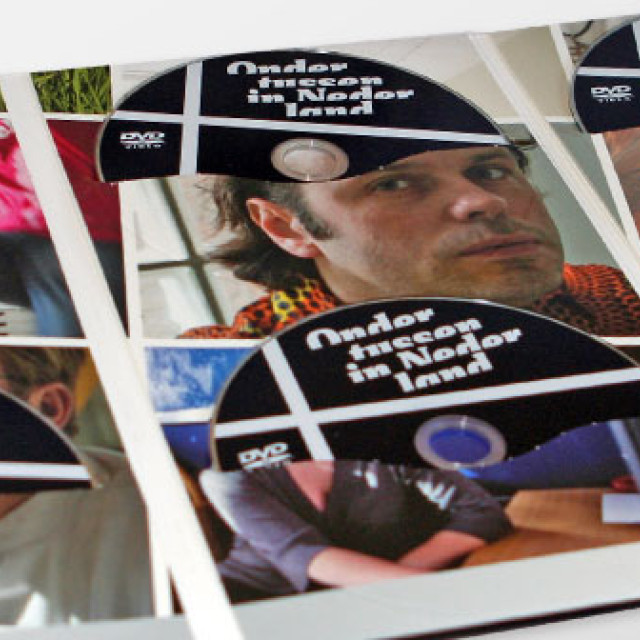 Onder
tussen
in Neder
land
DVD
VIDEO
DVD
VIDEO
Onder
tussen
in Neder
land
DVD
VIDEO